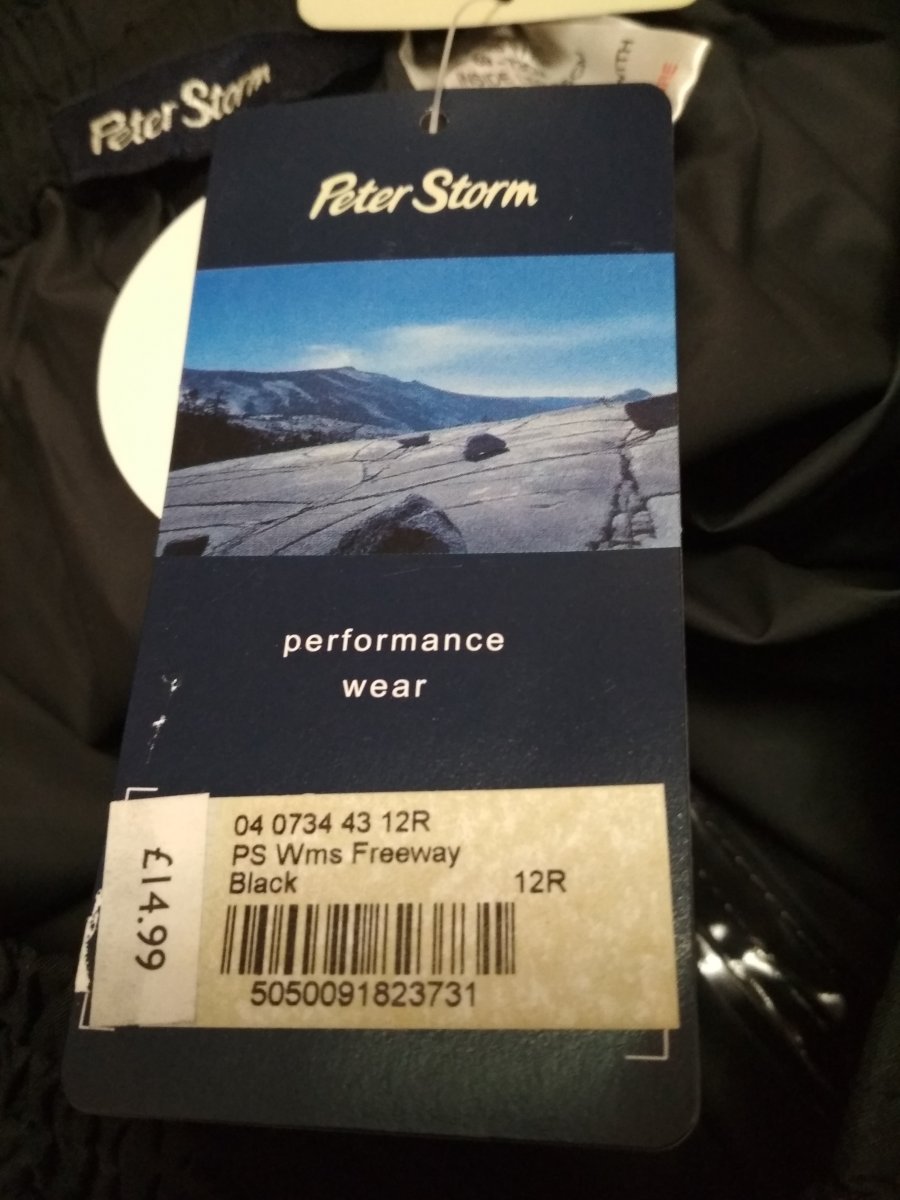 Peter Storm
Peter Storm
performance
wear
04 0734 43 12R
PS Wms Freeway
Black 12R
£14.99
5050091823731